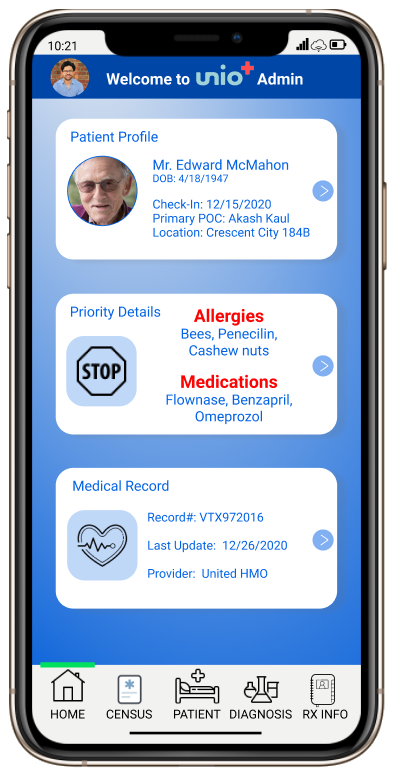 10:21
Welcome to unio+ Admin
Patient Profile
Mr. Edward McMahon
DOB: 4/18/1947
Check-In: 12/15/2020
Primary POC: Akash Kaul
Location: Crescent City 184B
Priority Details
Allergies
Bees, Penecilin,
Cashew nuts
STOP
Medications
Flownase, Benzapril,
Omeprozol
Medical Record
Record#: VTX972016
Last Update: 12/26/2020
Provider: United HMO
HOME CENSUS PATIENT DIAGNOSIS RX INFO